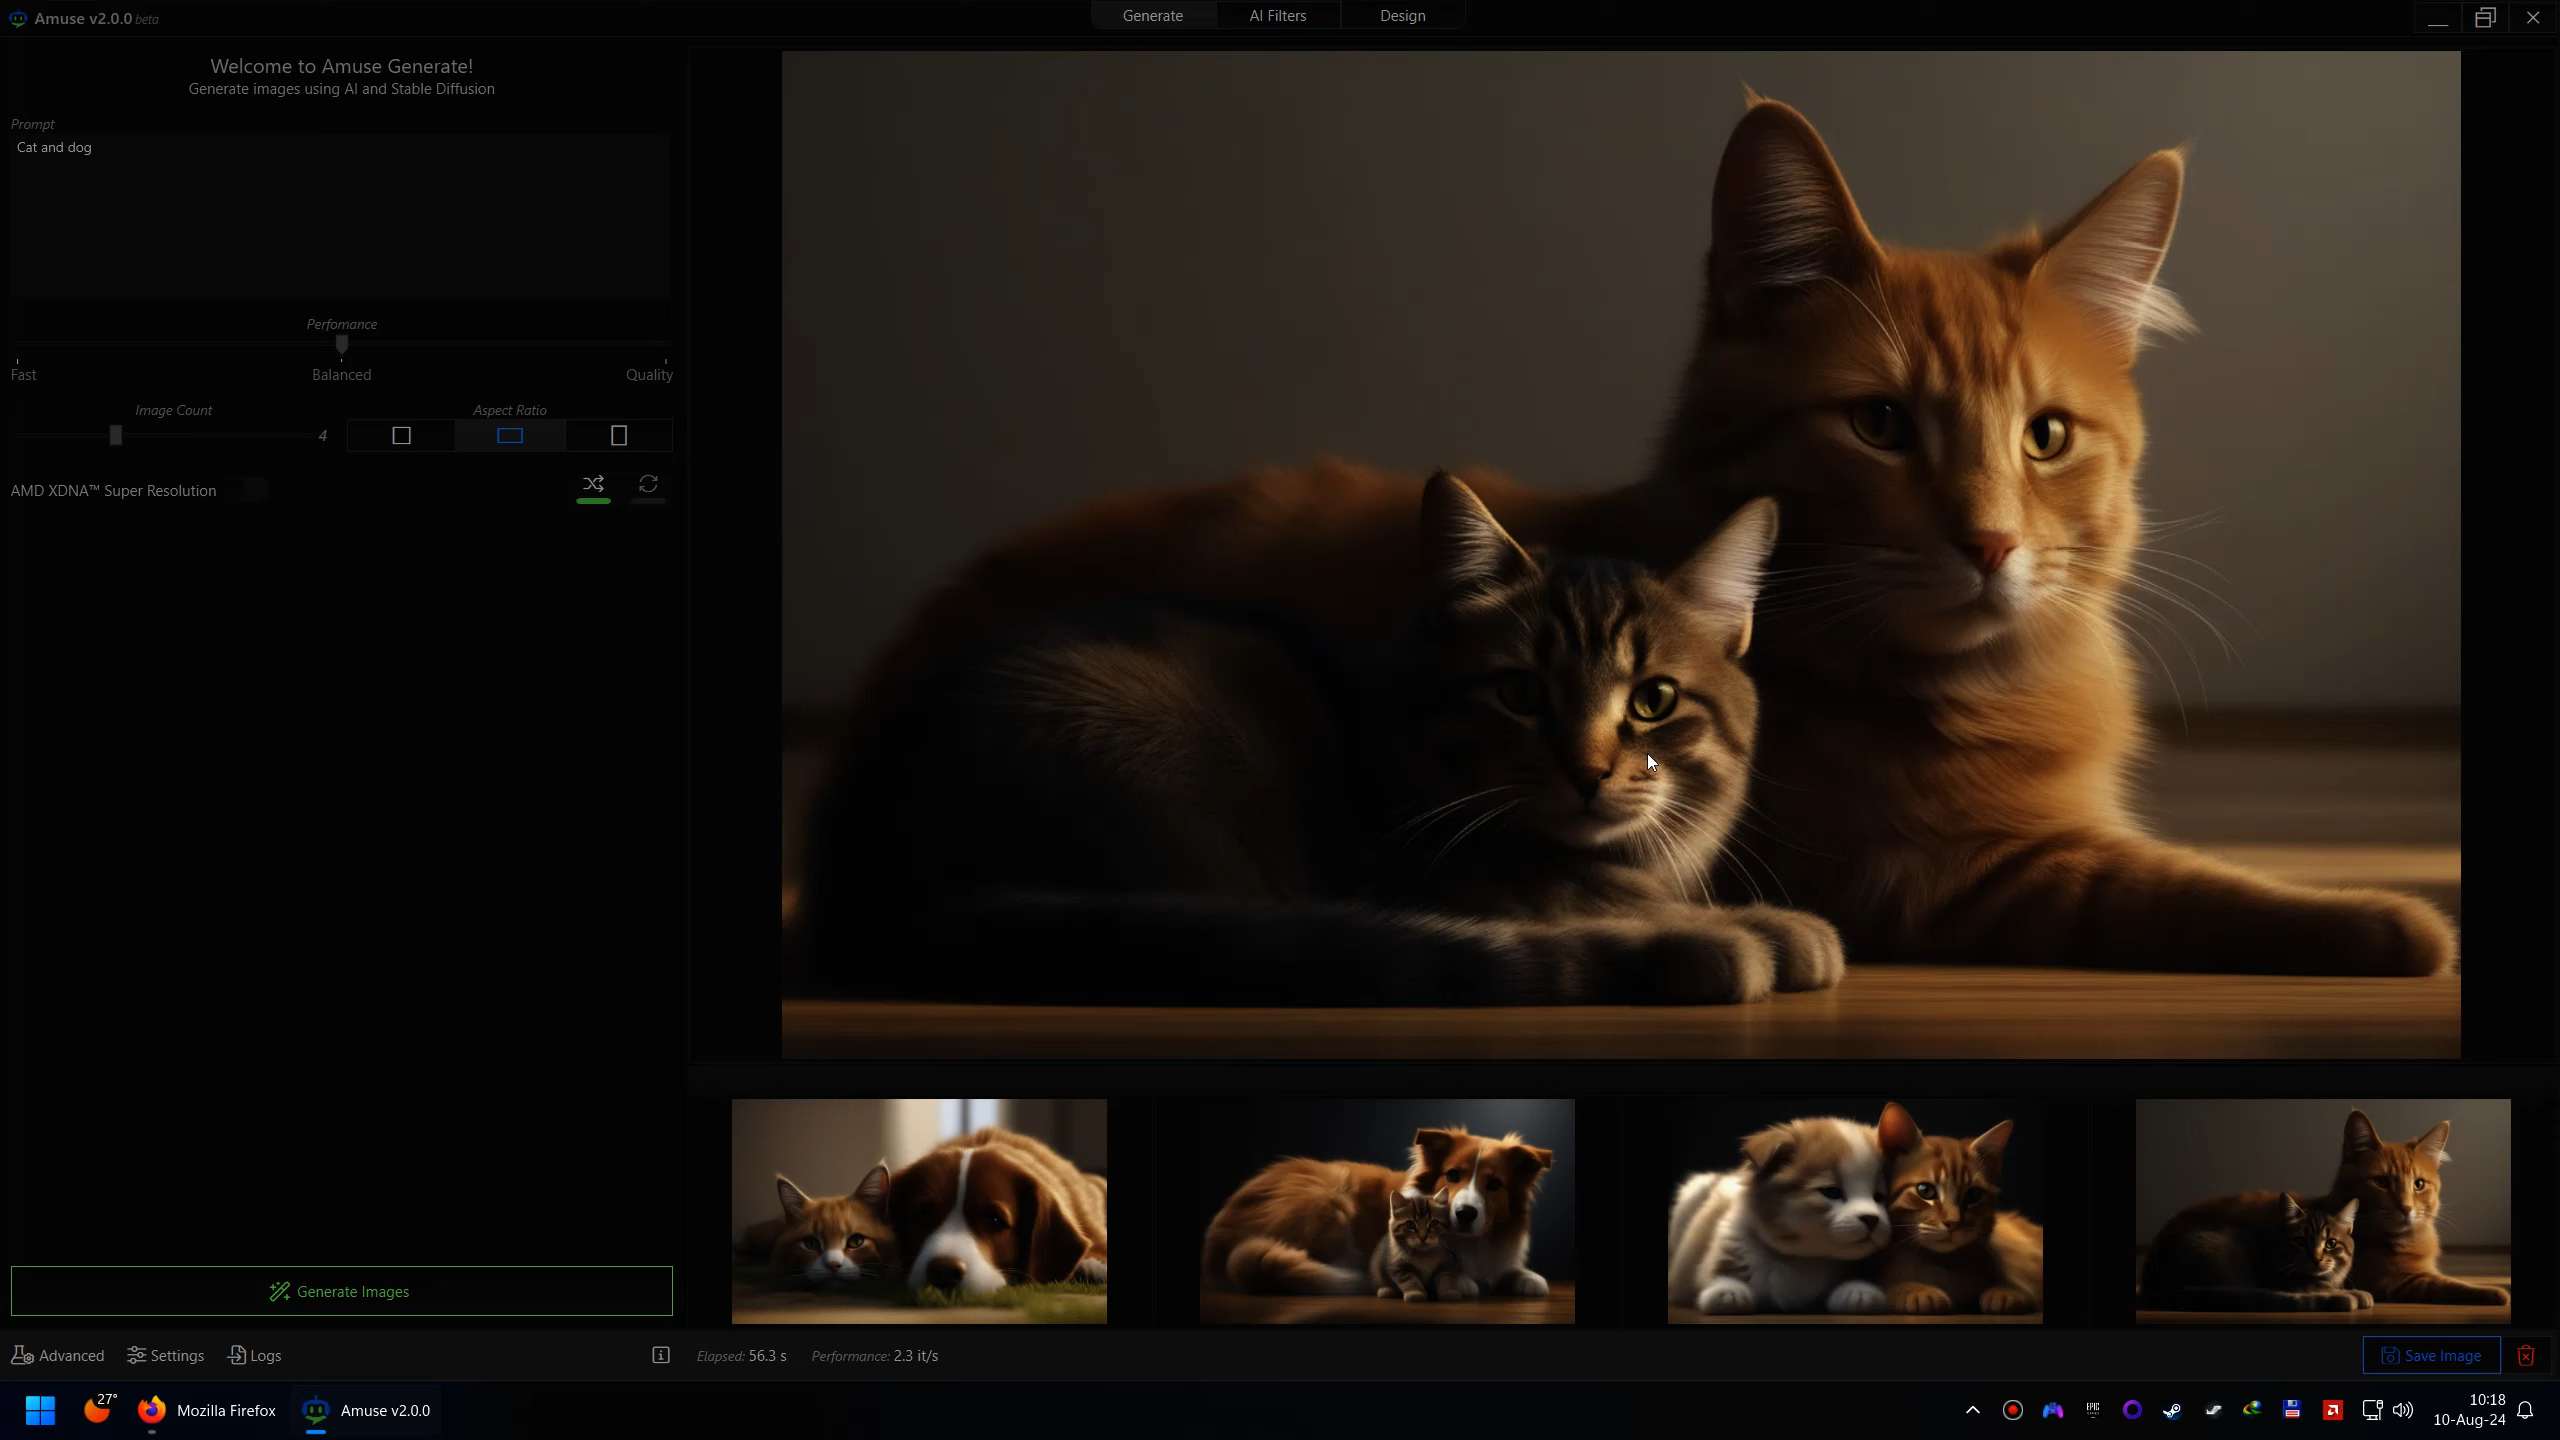 Amuse v2.0.0 beta
Generate
AI Filters
Design
Welcome to Amuse Generate!
Generate images using AI and Stable Diffusion
Prompt
Cat and dog
Perfomance
Fast
Balanced
Quality
Image Count
Aspect Ratio
4
AMD XDNA™ Super Resolution
Generate Images
Advanced
Settings
Logs
Elapsed: 56.3 s
Performance: 2.3 it/s
Save Image
27°
Mozilla Firefox
Amuse v2.0.0
EPIC
10:18
10-Aug-24